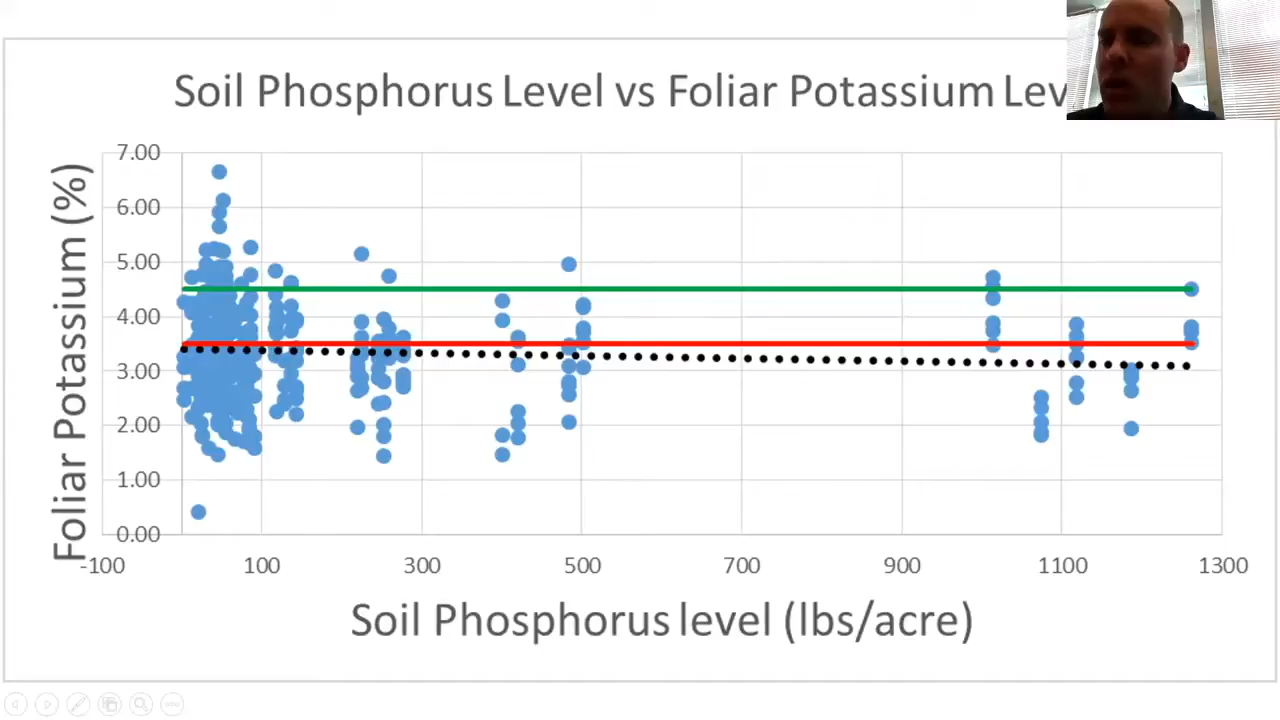 Soil Phosphorus Level vs Foliar Potassium Lev
7.00
6.00
5.00
4.00
3.00
2.00
1.00
0.00
Foliar Potassium (%)
-100 100 300 500 700 900 1100 1300
Soil Phosphorus level (lbs/acre)